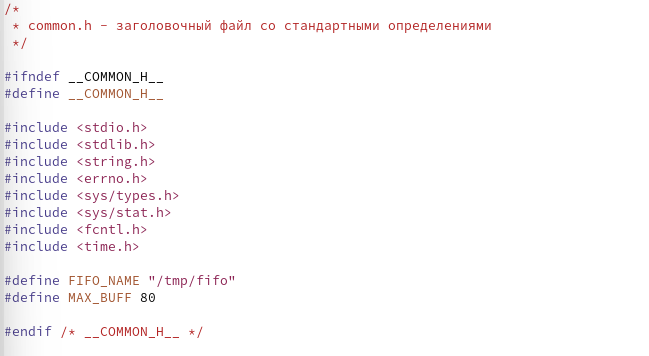 /*
 * common.h - заголовочный файл со стандартными определениями
 */
#ifndef __COMMON_H__
#define __COMMON_H__
#include <stdio.h>
#include <stdlib.h>
#include <string.h>
#include <errno.h>
#include <sys/types.h>
#include <sys/stat.h>
#include <fcntl.h>
#include <time.h>
#define FIFO_NAME "/tmp/fifo"
#define MAX_BUFF 80
#endif /* __COMMON_H__ */